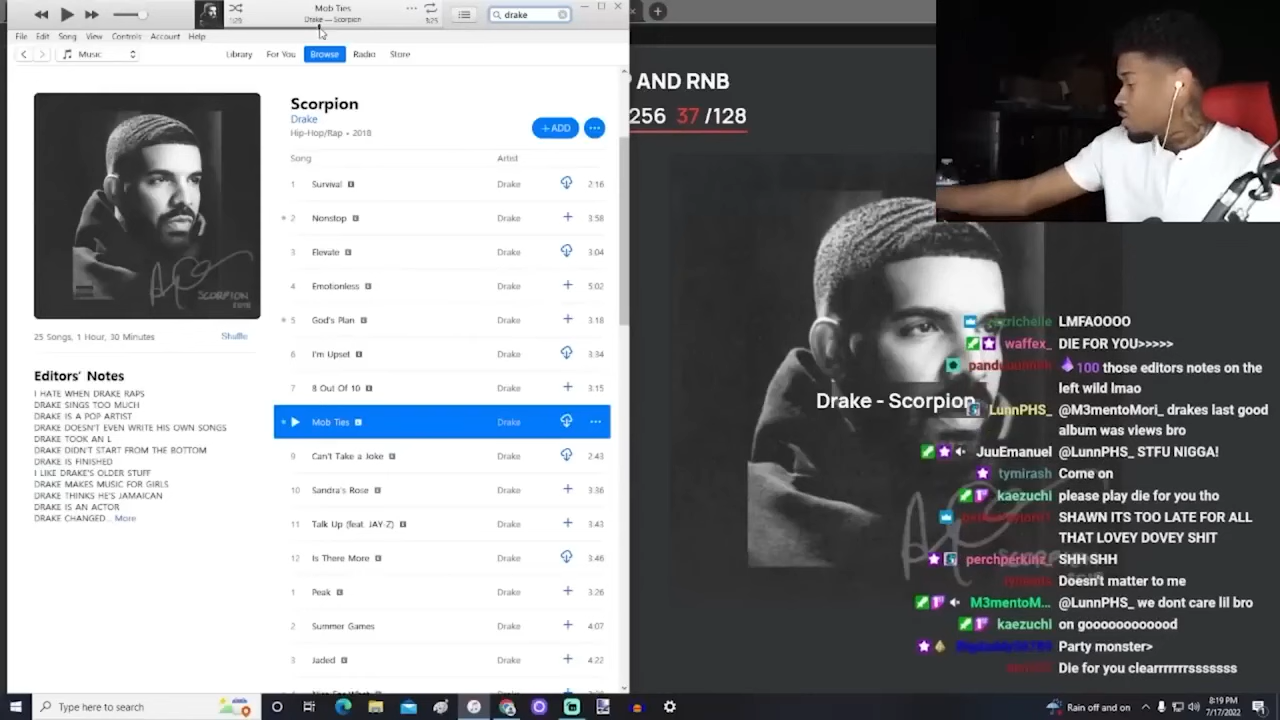 Mob Ties
Drake — Scorpion
1:25
drake
File Edit Song View Controls Account Help
Music
Library For You Browse Radio Store
Scorpion
Drake
Hip-Hop/Rap • 2018
+ ADD
Song Artist
1 Survival E Drake 2:16
2 Nonstop E Drake 3:58
3 Elevate E Drake 3:04
4 Emotionless E Drake 5:02
5 God's Plan E Drake 3:18
6 I'm Upset E Drake 3:34
7 8 Out Of 10 E Drake 3:15
Mob Ties E Drake
9 Can't Take a Joke E Drake 2:43
10 Sandra's Rose E Drake 3:36
11 Talk Up (feat. JAY-Z) E Drake 3:43
12 Is There More E Drake 3:46
1 Peak E Drake 3:26
2 Summer Games Drake 4:07
3 Jaded E Drake 4:22
SCORPION
25 Songs, 1 Hour, 30 Minutes Shuffle
Editors' Notes
I HATE WHEN DRAKE RAPS
DRAKE SINGS TOO MUCH
DRAKE IS A POP ARTIST
DRAKE DOESN'T EVEN WRITE HIS OWN SONGS
DRAKE TOOK AN L
DRAKE DIDN'T START FROM THE BOTTOM
DRAKE IS FINISHED
I LIKE DRAKE'S OLDER STUFF
DRAKE MAKES MUSIC FOR GIRLS
DRAKE THINKS HE'S JAMAICAN
DRAKE IS AN ACTOR
DRAKE CHANGED... More
AND RNB
256 37 /128
Drake - Scorpion
LMFAOOOO
waffex_ DIE FOR YOU>>>>>
100 those editors notes on the
left wild lmao
LunnPHS_ @M3mentoMori_ drakes last good
album was views bro
JuuEmanuel @LunnPHS_ STFU NIGGA!
tymirash Come on
kaezuchl please play die for you tho
SHAWN ITS TOO LATE FOR ALL
THAT LOVEY DOVEY SHIT
perchperkinz SHH SHH
Doesnt matter to me
M3mentoM... @LunnPHS_ we dont care lil bro
kaezuchl on goooooooooood
Party monster>
Die for you clearrrrrrrsssssss
Type here to search
Rain off and on
8:19 PM
7/17/2022